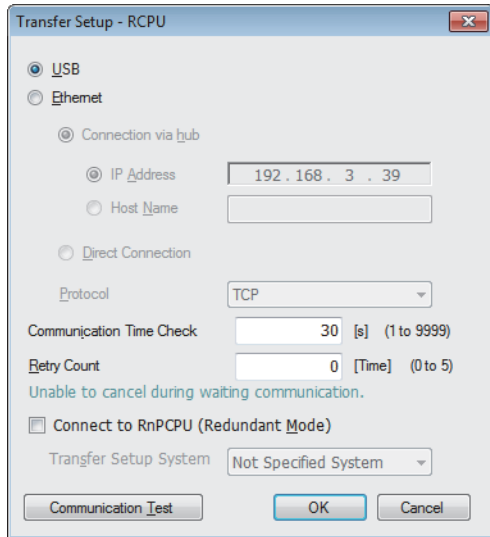 Transfer Setup - RCPU
USB
Ethernet
Connection via hub
IP Address 192 . 168 . 3 . 39
Host Name
Direct Connection
Protocol TCP
Communication Time Check 30 [s] (1 to 9999)
Retry Count 0 [Time] (0 to 5)
Unable to cancel during waiting communication.
Connect to RnPCPU (Redundant Mode)
Transfer Setup System Not Specified System
Communication Test OK Cancel